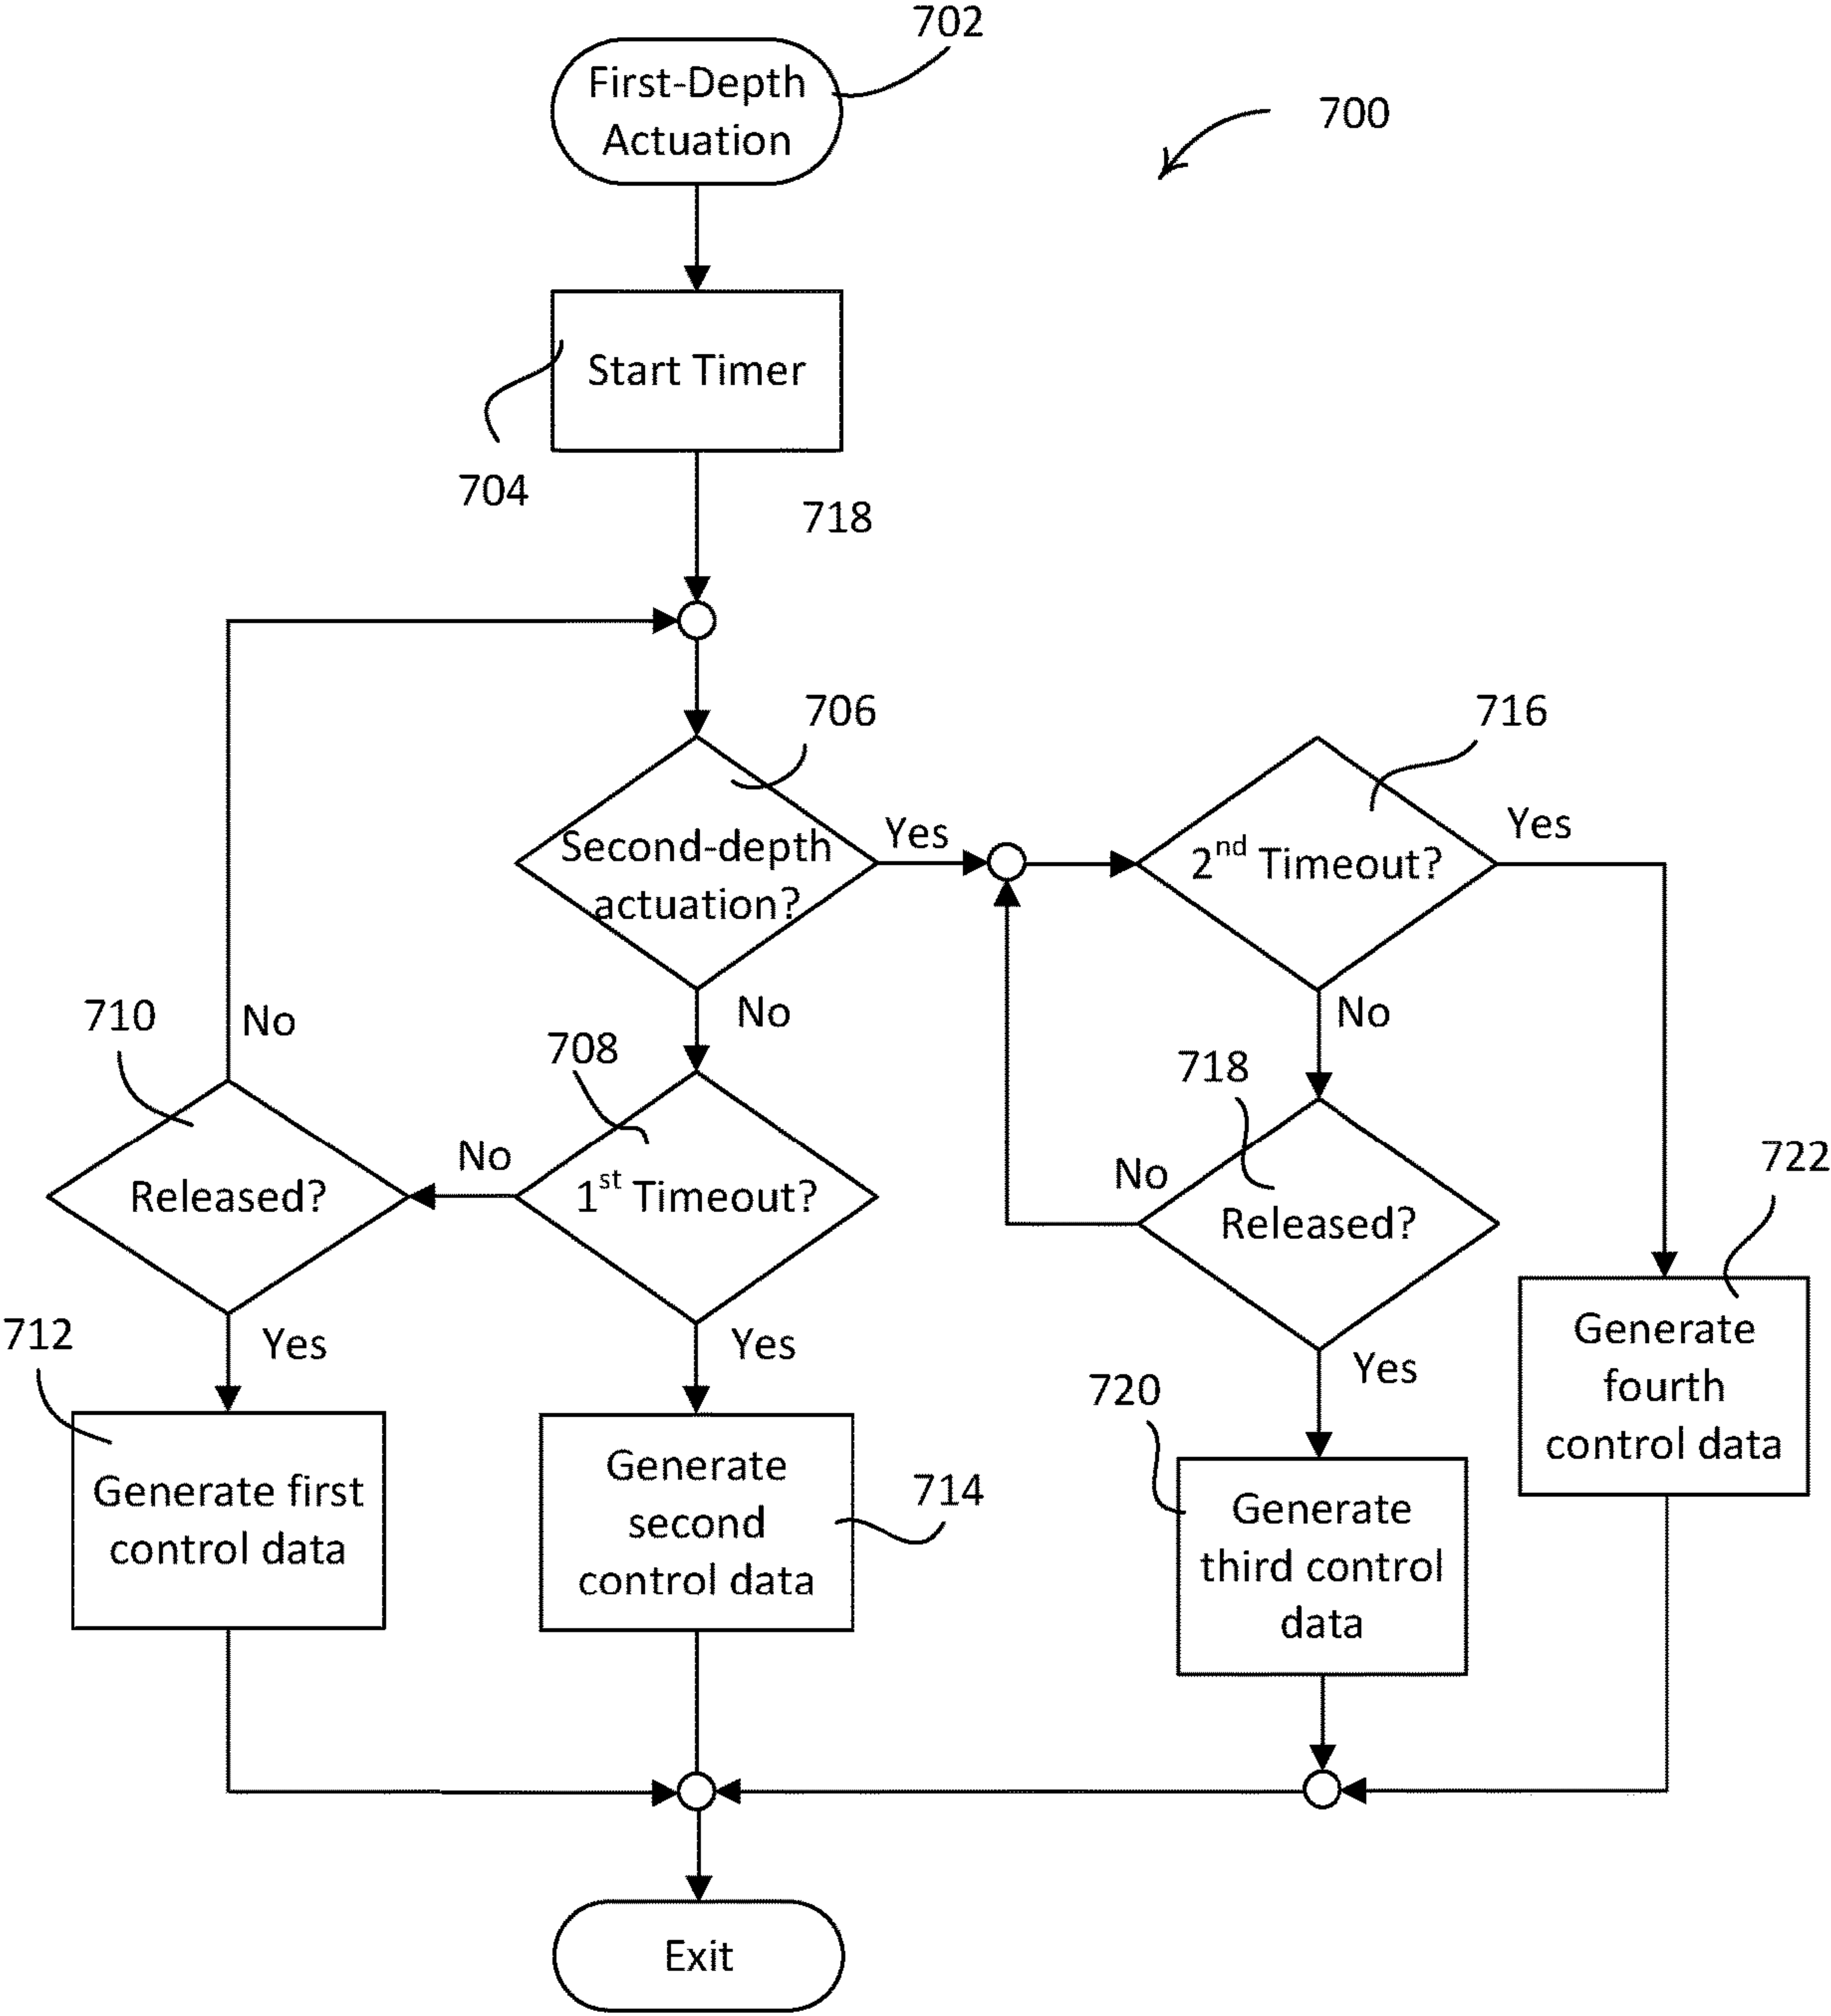 702
First-Depth
Actuation
700
Start Timer
704
718
706
716
Second-depth
actuation?
Yes
2nd Timeout?
Yes
No
No
710
No
708
718
722
Released?
No
1st Timeout?
No
Released?
712
Yes
Yes
720
Yes
Generate
fourth
control data
Generate first
control data
Generate
second
control data
714
Generate
third control
data
Exit